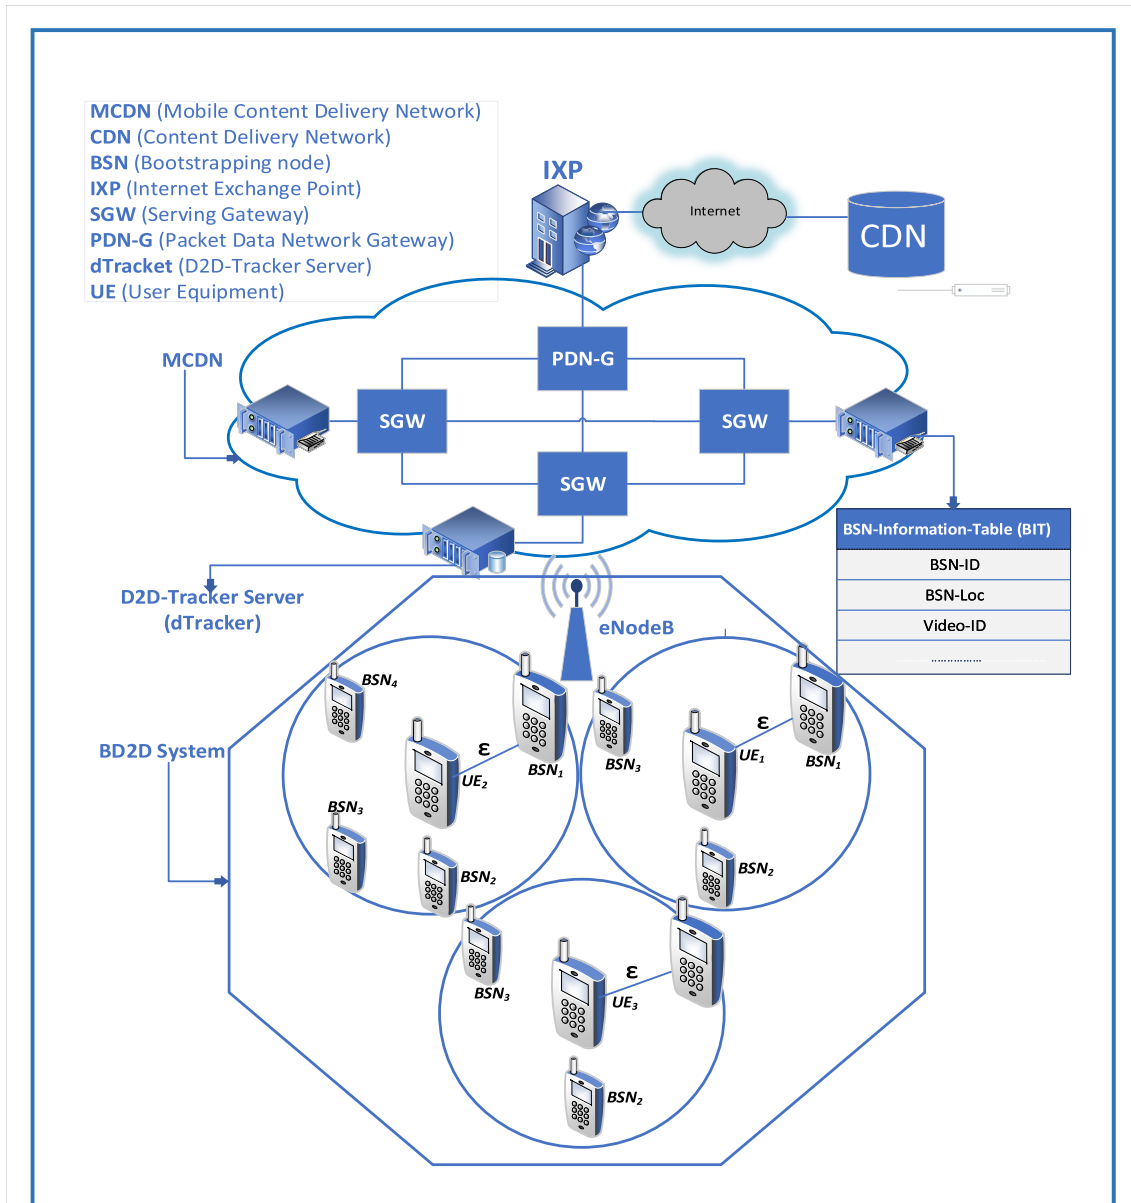 MCDN (Mobile Content Delivery Network)
CDN (Content Delivery Network)
BSN (Bootstrapping node)
IXP (Internet Exchange Point)
SGW (Serving Gateway)
PDN-G (Packet Data Network Gateway)
dTracket (D2D-Tracker Server)
UE (User Equipment)
IXP
Internet
CDN
MCDN
PDN-G
SGW
SGW
SGW
BSN-Information-Table (BIT)
BSN-ID
BSN-Loc
Video-ID
...............
D2D-Tracker Server
(dTracker)
eNodeB
BD2D System
BSN4
ε
UE2
BSN1
BSN3
BSN2
BSN3
ε
UE1
BSN1
BSN2
BSN3
ε
UE3
BSN2